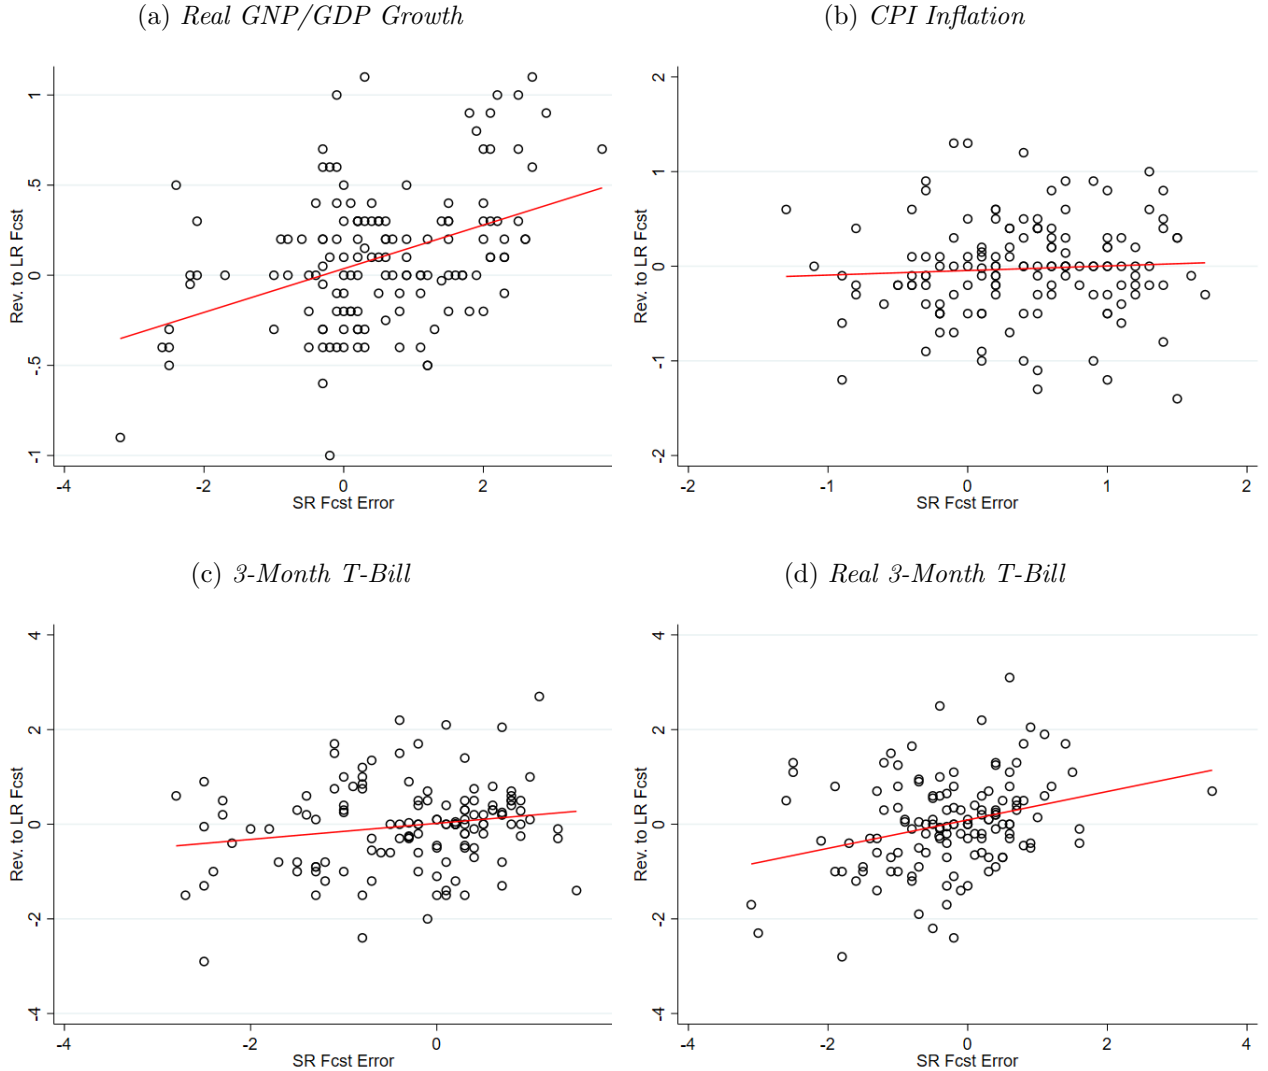 (a) Real GNP/GDP Growth
1
.5
0
-.5
-1
Rev. to LR Fcst
-4 -2 0 2
SR Fcst Error
(b) CPI Inflation
2
1
0
-1
-2
Rev. to LR Fcst
-2 -1 0 1 2
SR Fcst Error
(c) 3-Month T-Bill
4
2
0
-2
-4
Rev. to LR Fcst
-4 -2 0
SR Fcst Error
(d) Real 3-Month T-Bill
4
2
0
-2
-4
Rev. to LR Fcst
-4 -2 0 2 4
SR Fcst Error